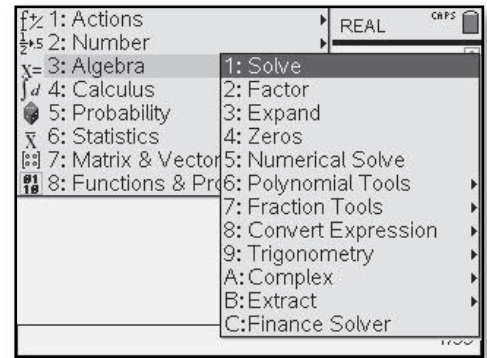 1: Actions
2: Number
3: Algebra
4: Calculus
5: Probability
6: Statistics
7: Matrix & Vector
8: Functions & Pro
REAL
CAPS
1: Solve
2: Factor
3: Expand
4: Zeros
5: Numerical Solve
6: Polynomial Tools
7: Fraction Tools
8: Convert Expression
9: Trigonometry
A: Complex
B: Extract
C: Finance Solver